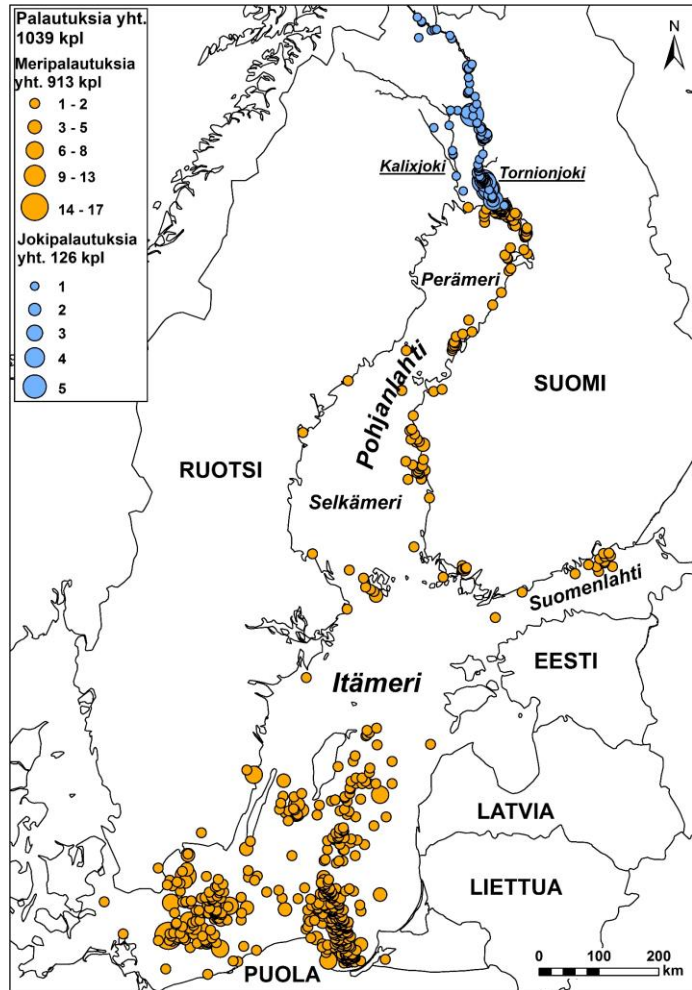 Palautuksia yht.
1039 kpl
Meripalautuksia
yht. 913 kpl
1 - 2
3 - 5
6 - 8
9 - 13
14 - 17
Jokipalautuksia
yht. 126 kpl
1
2
3
4
5
N
Kalixjoki
Tornionjoki
Perämeri
Pohjanlahti
SUOMI
RUOTSI
Selkämeri
Suomenlahti
EESTI
Itämeri
LATVIA
LIETTUA
PUOLA
0 100 200
km